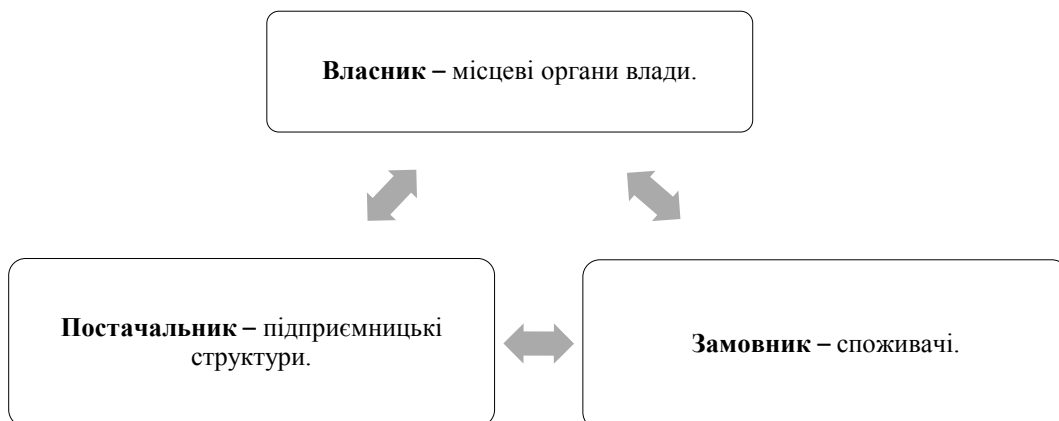 Власник – місцеві органи влади.
Постачальник – підприємницькі
структури.
Замовник – споживачі.